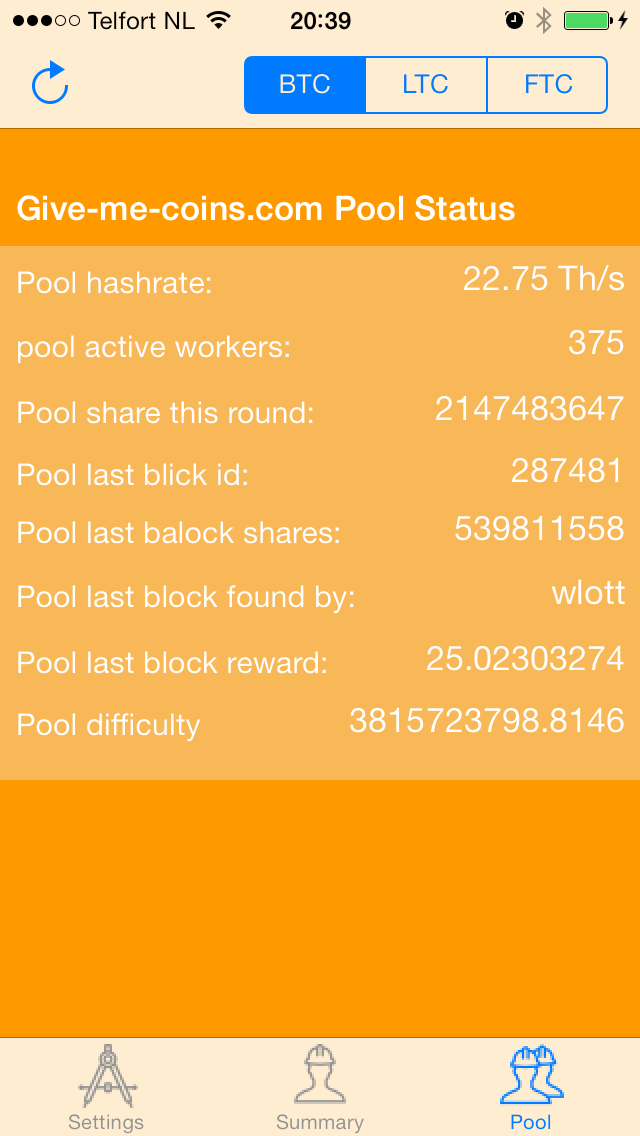 Telfort NL 20:39
BTC LTC FTC
Give-me-coins.com Pool Status
Pool hashrate: 22.75 Th/s
pool active workers: 375
Pool share this round: 2147483647
Pool last blick id: 287481
Pool last balock shares: 539811558
Pool last block found by: wlott
Pool last block reward: 25.02303274
Pool difficulty 3815723798.8146
Settings Summary Pool